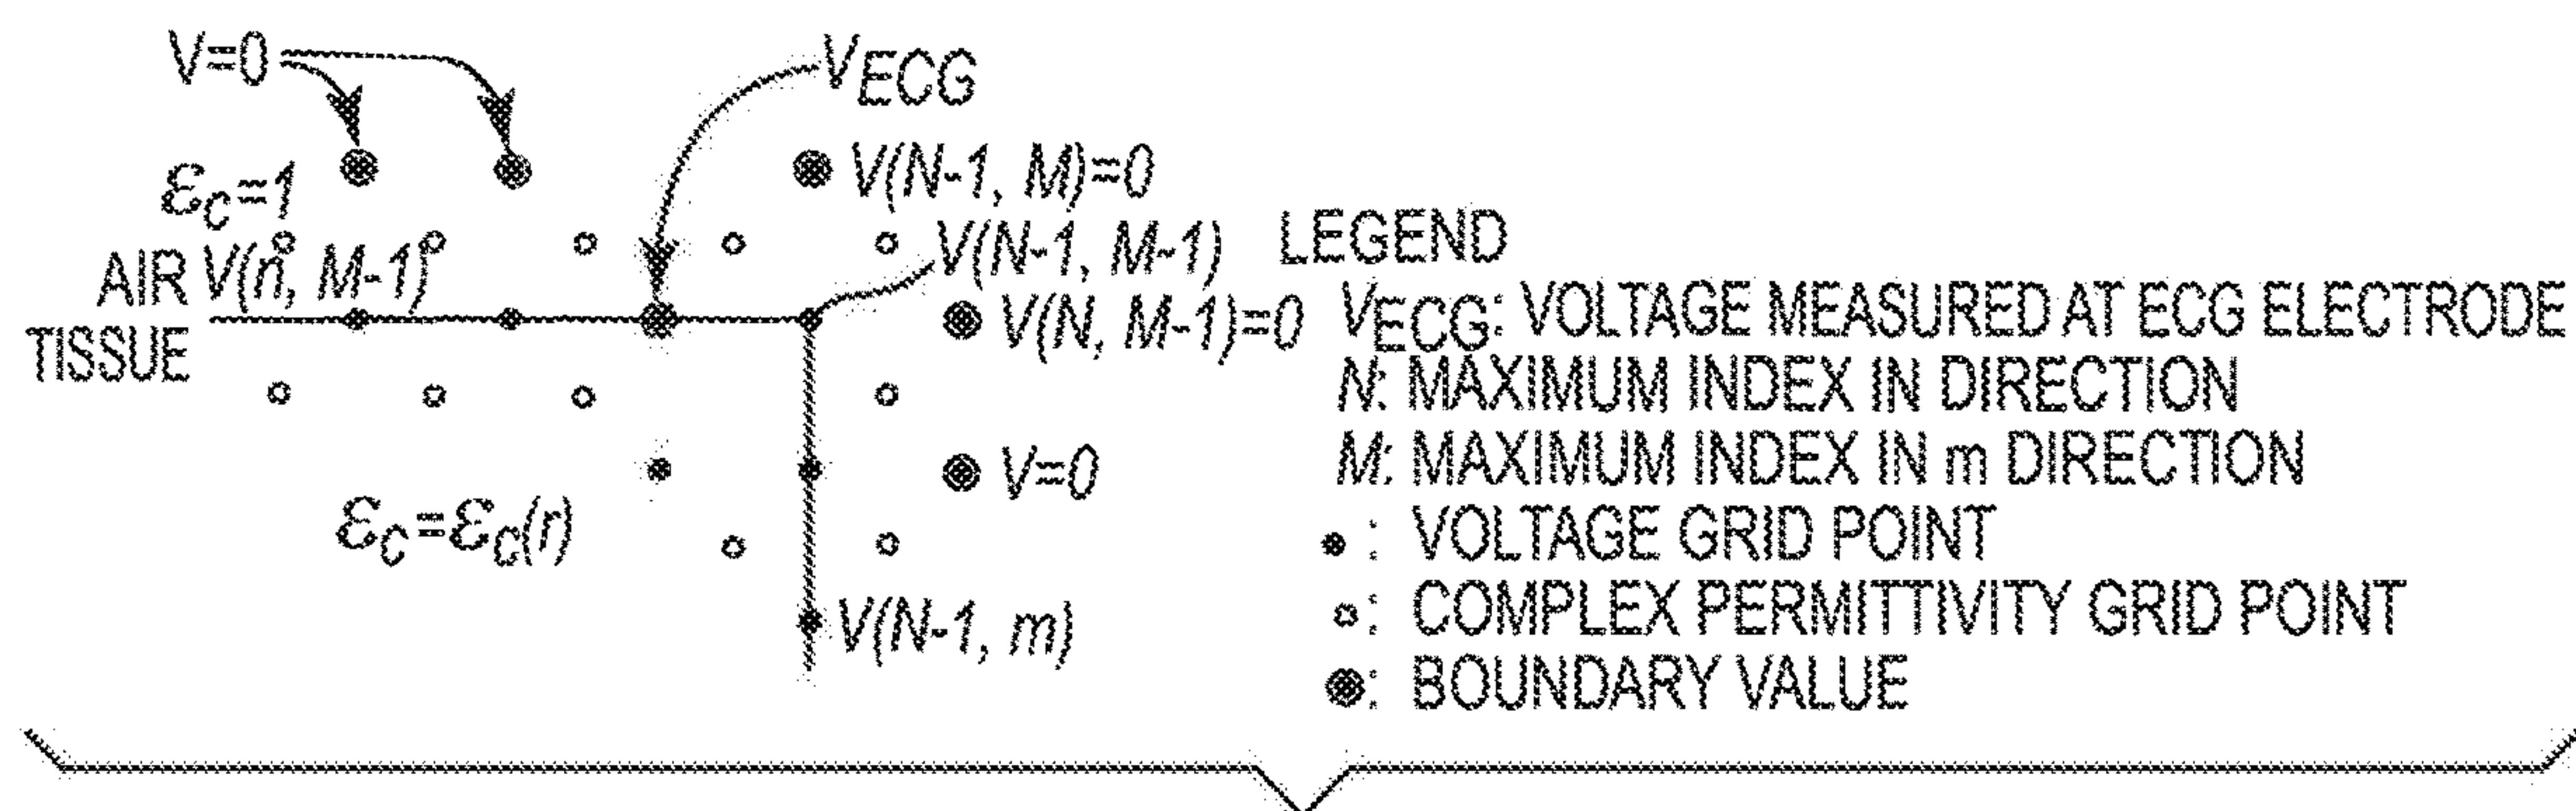 V=0
VECG
εC=1
V(N-1, M)=0
AIR V(n, M-1)
V(N-1, M-1)
TISSUE
V(N, M-1)=0
V=0
εC=εC(r)
V(N-1, m)
LEGEND
VECG: VOLTAGE MEASURED AT ECG ELECTRODE
N: MAXIMUM INDEX IN DIRECTION
M: MAXIMUM INDEX IN m DIRECTION
: VOLTAGE GRID POINT
: COMPLEX PERMITTIVITY GRID POINT
: BOUNDARY VALUE